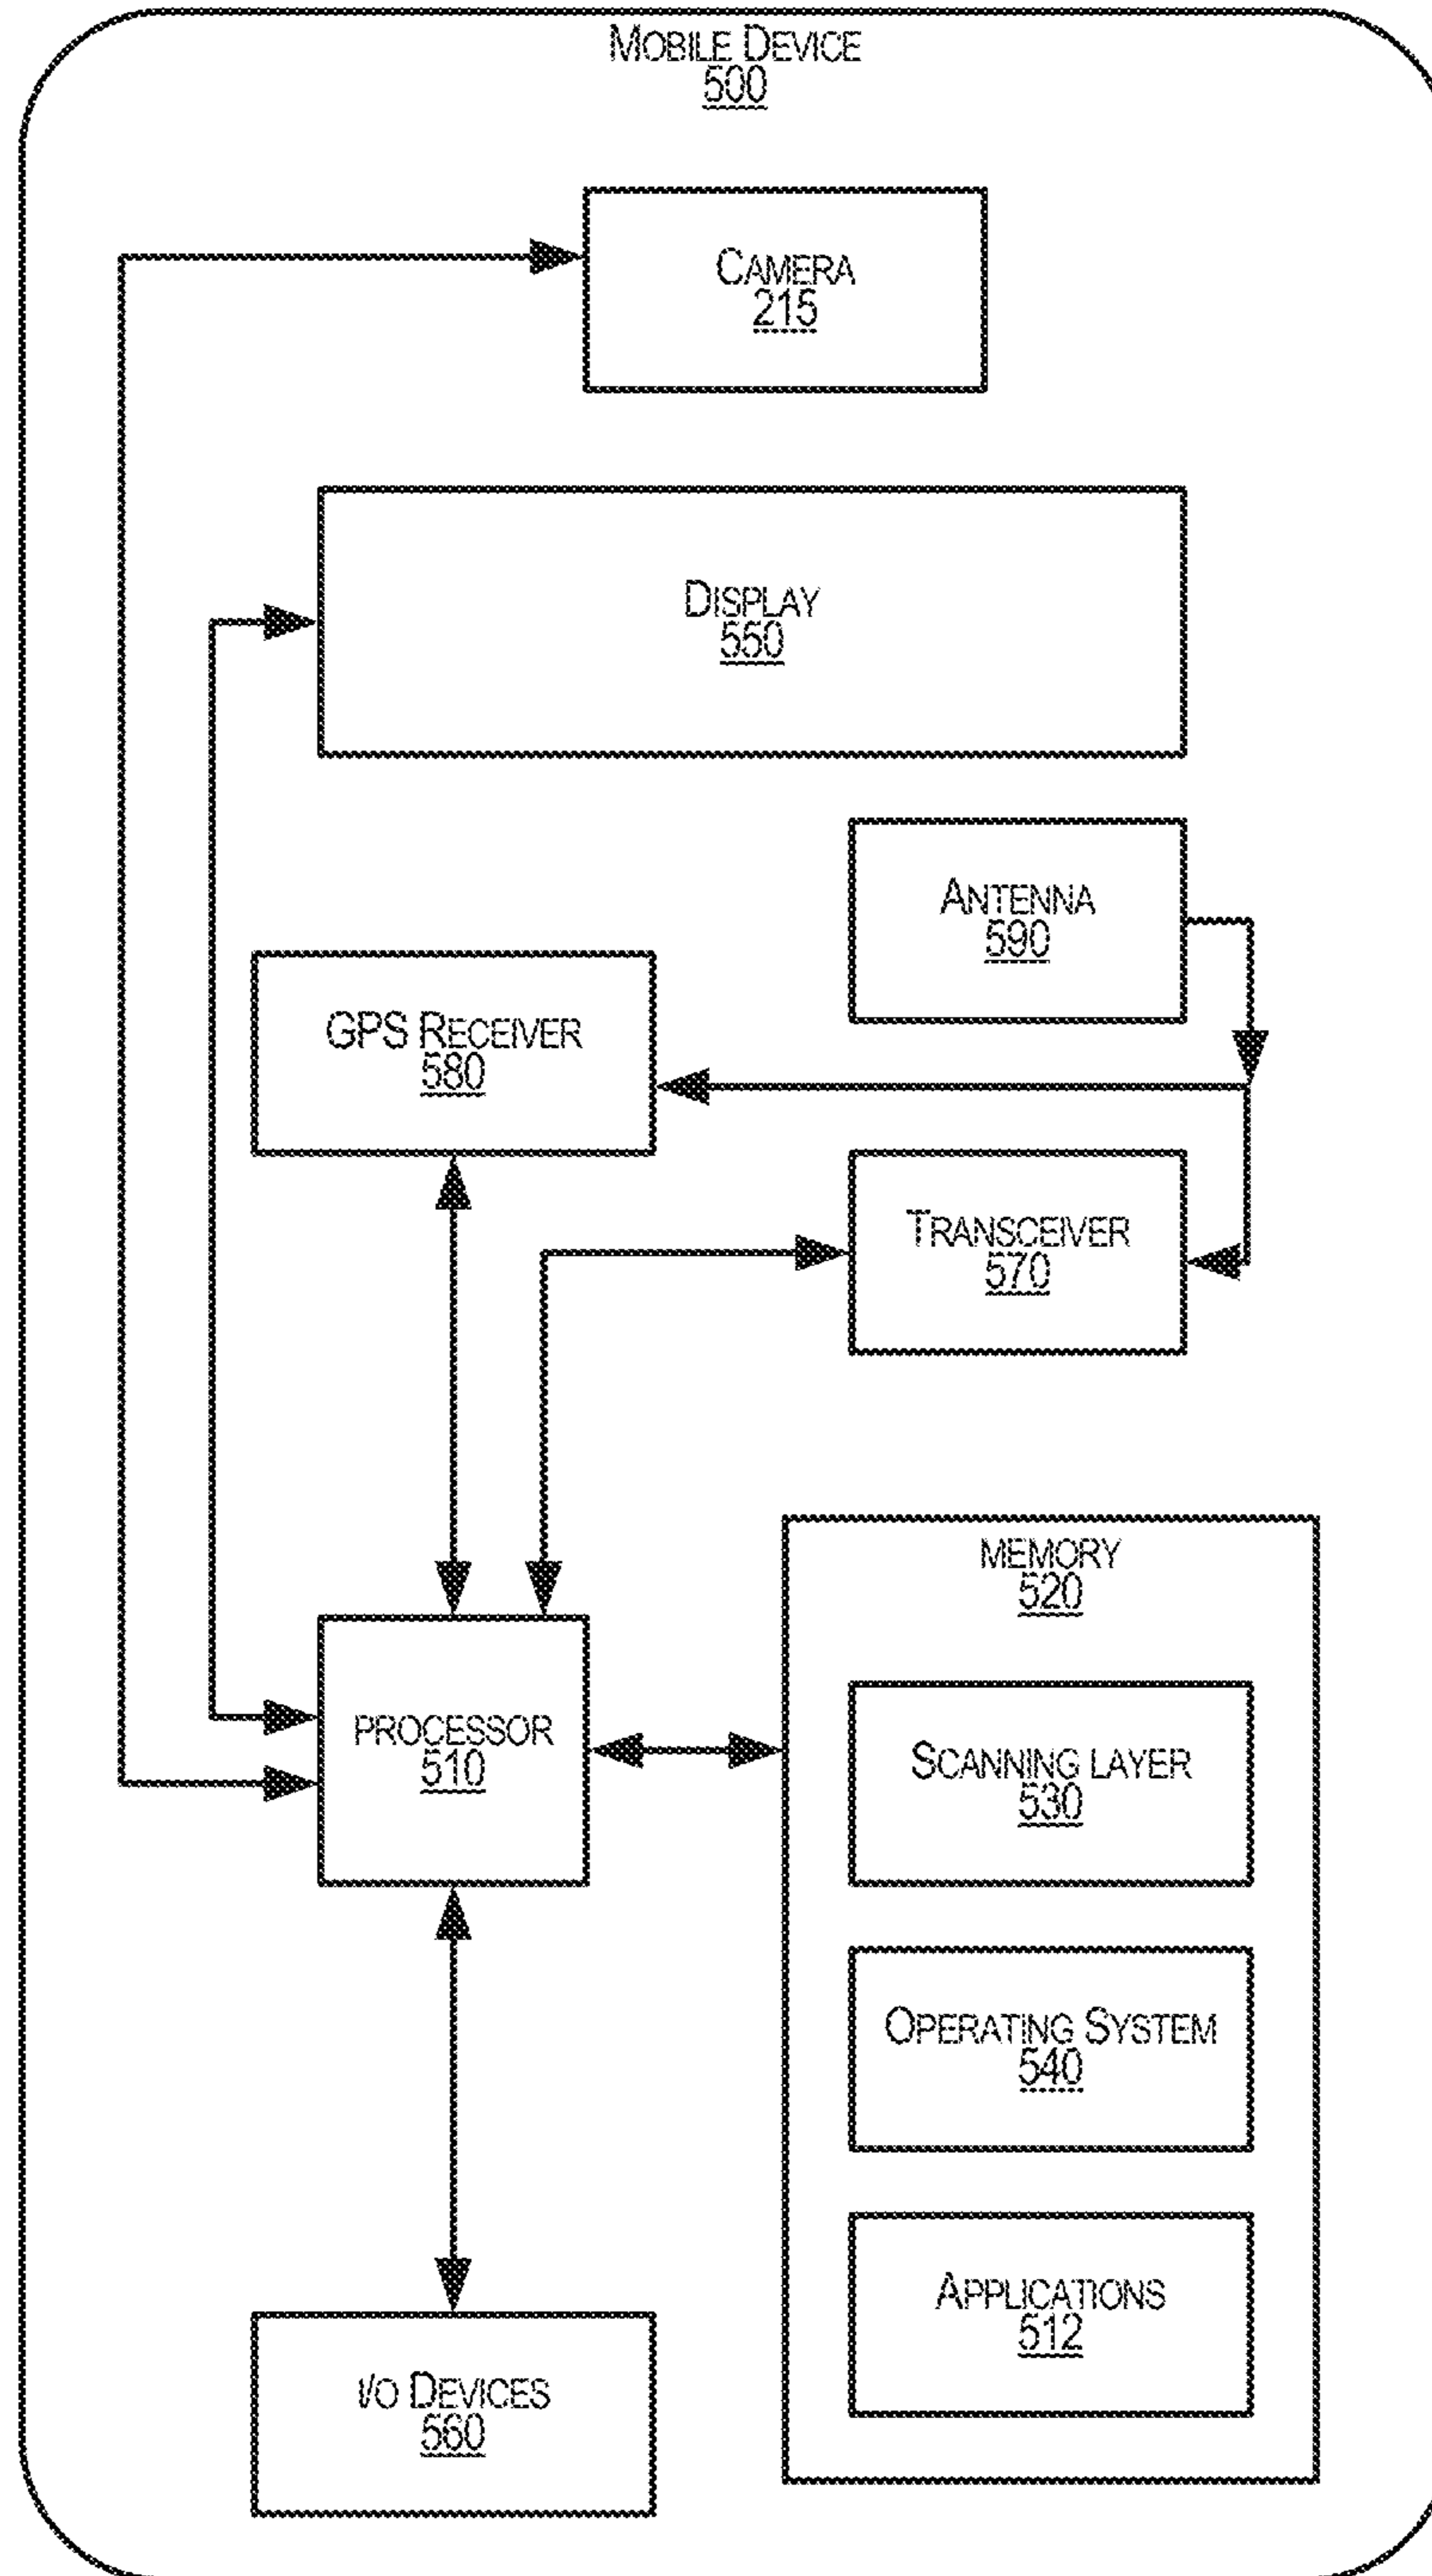 Mobile Device
500
Camera
215
Display
550
Antenna
590
GPS Receiver
580
Transceiver
570
memory
520
Scanning layer
530
processor
510
Operating System
540
Applications
512
I/O Devices
560